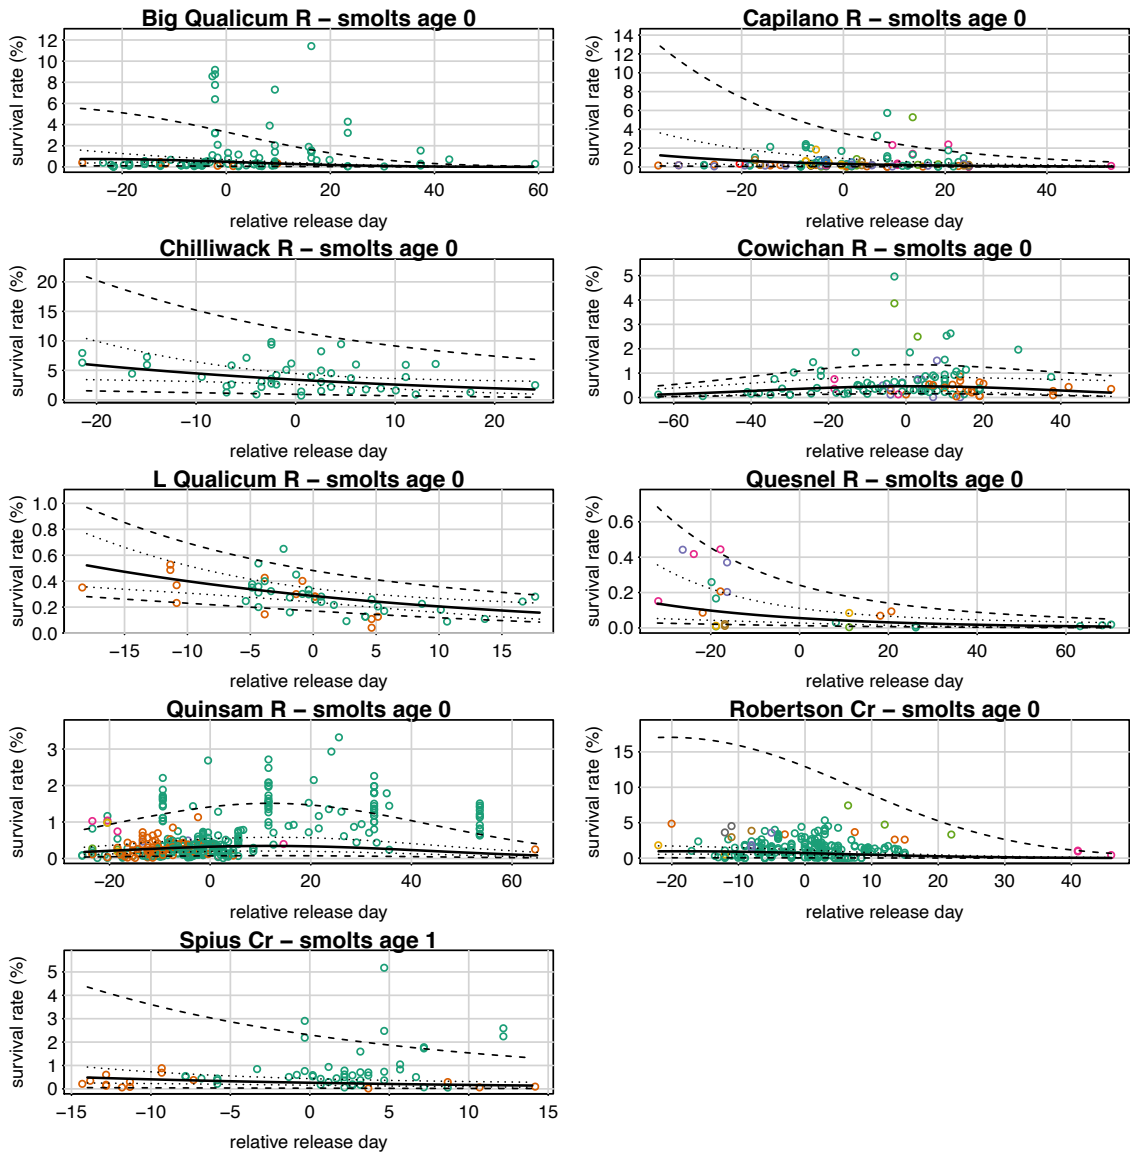 Big Qualicum R – smolts age 0
survival rate (%)
0 2 4 6 8 10 12
−20 0 20 40 60
relative release day
Capilano R – smolts age 0
survival rate (%)
0 2 4 6 8 10 12 14
−20 0 20 40
relative release day
Chilliwack R – smolts age 0
survival rate (%)
0 5 10 15 20
−20 −10 0 10 20
relative release day
Cowichan R – smolts age 0
survival rate (%)
0 1 2 3 4 5
−60 −40 −20 0 20 40
relative release day
L Qualicum R – smolts age 0
survival rate (%)
0.0 0.2 0.4 0.6 0.8 1.0
−15 −10 −5 0 5 10 15
relative release day
Quesnel R – smolts age 0
survival rate (%)
0.0 0.2 0.4 0.6
−20 0 20 40 60
relative release day
Quinsam R – smolts age 0
survival rate (%)
0 1 2 3
−20 0 20 40 60
relative release day
Robertson Cr – smolts age 0
survival rate (%)
0 5 10 15
−20 −10 0 10 20 30 40
relative release day
Spius Cr – smolts age 1
survival rate (%)
0 1 2 3 4 5
−15 −10 −5 0 5 10 15
relative release day